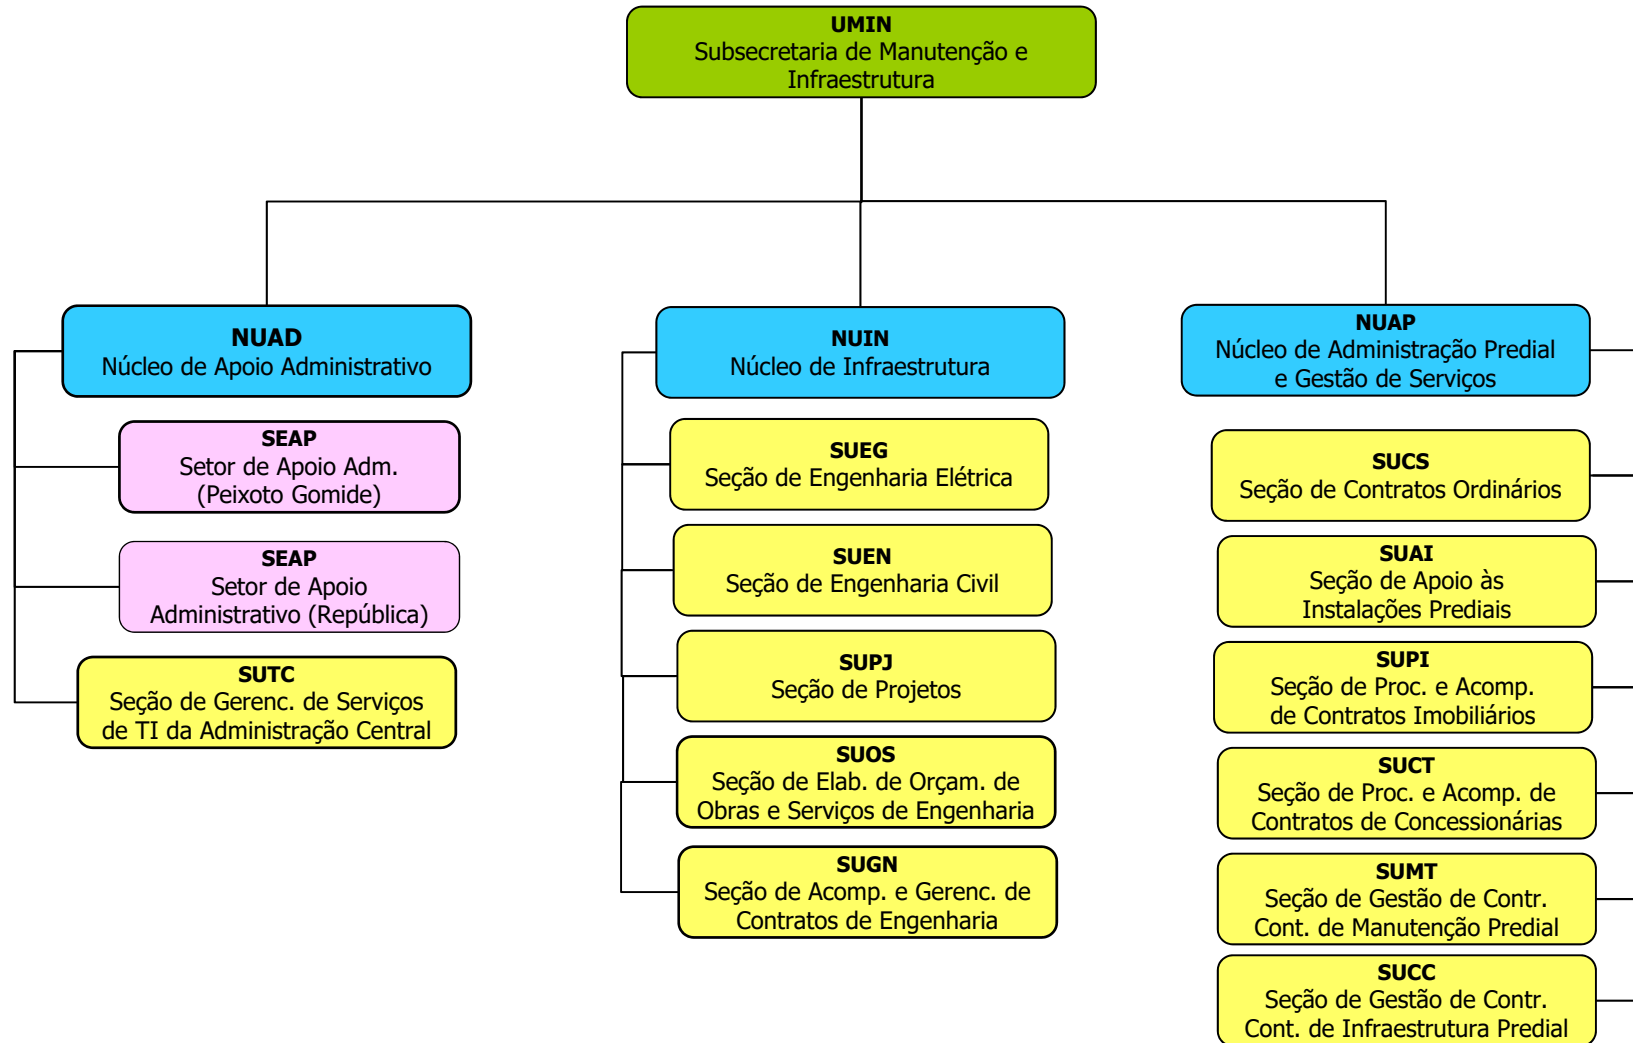 UMIN
Subsecretaria de Manutenção e
Infraestrutura
NUAD
Núcleo de Apoio Administrativo
SEAP
Setor de Apoio Adm.
(Peixoto Gomide)
SEAP
Setor de Apoio
Administrativo (República)
SUTC
Seção de Gerenc. de Serviços
de TI da Administração Central
NUIN
Núcleo de Infraestrutura
SUEG
Seção de Engenharia Elétrica
SUEN
Seção de Engenharia Civil
SUPJ
Seção de Projetos
SUOS
Seção de Elab. de Orçam. de
Obras e Serviços de Engenharia
SUGN
Seção de Acomp. e Gerenc. de
Contratos de Engenharia
NUAP
Núcleo de Administração Predial
e Gestão de Serviços
SUCS
Seção de Contratos Ordinários
SUAI
Seção de Apoio às
Instalações Prediais
SUPI
Seção de Proc. e Acomp.
de Contratos Imobiliários
SUCT
Seção de Proc. e Acomp. de
Contratos de Concessionárias
SUMT
Seção de Gestão de Contr.
Cont. de Manutenção Predial
SUCC
Seção de Gestão de Contr.
Cont. de Infraestrutura Predial